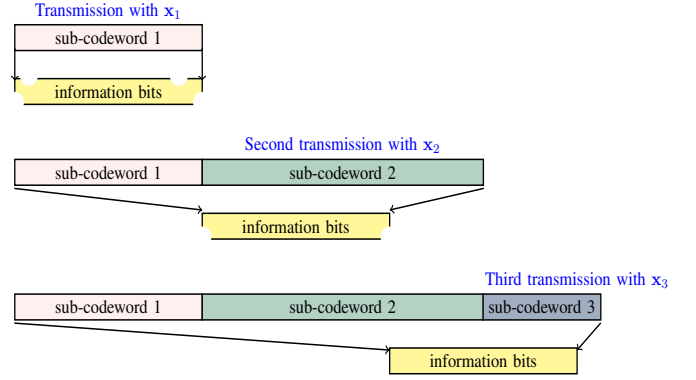 Transmission with x₁
sub-codeword 1
information bits
Second transmission with x₂
sub-codeword 1 sub-codeword 2
information bits
Third transmission with x₃
sub-codeword 1 sub-codeword 2 sub-codeword 3
information bits